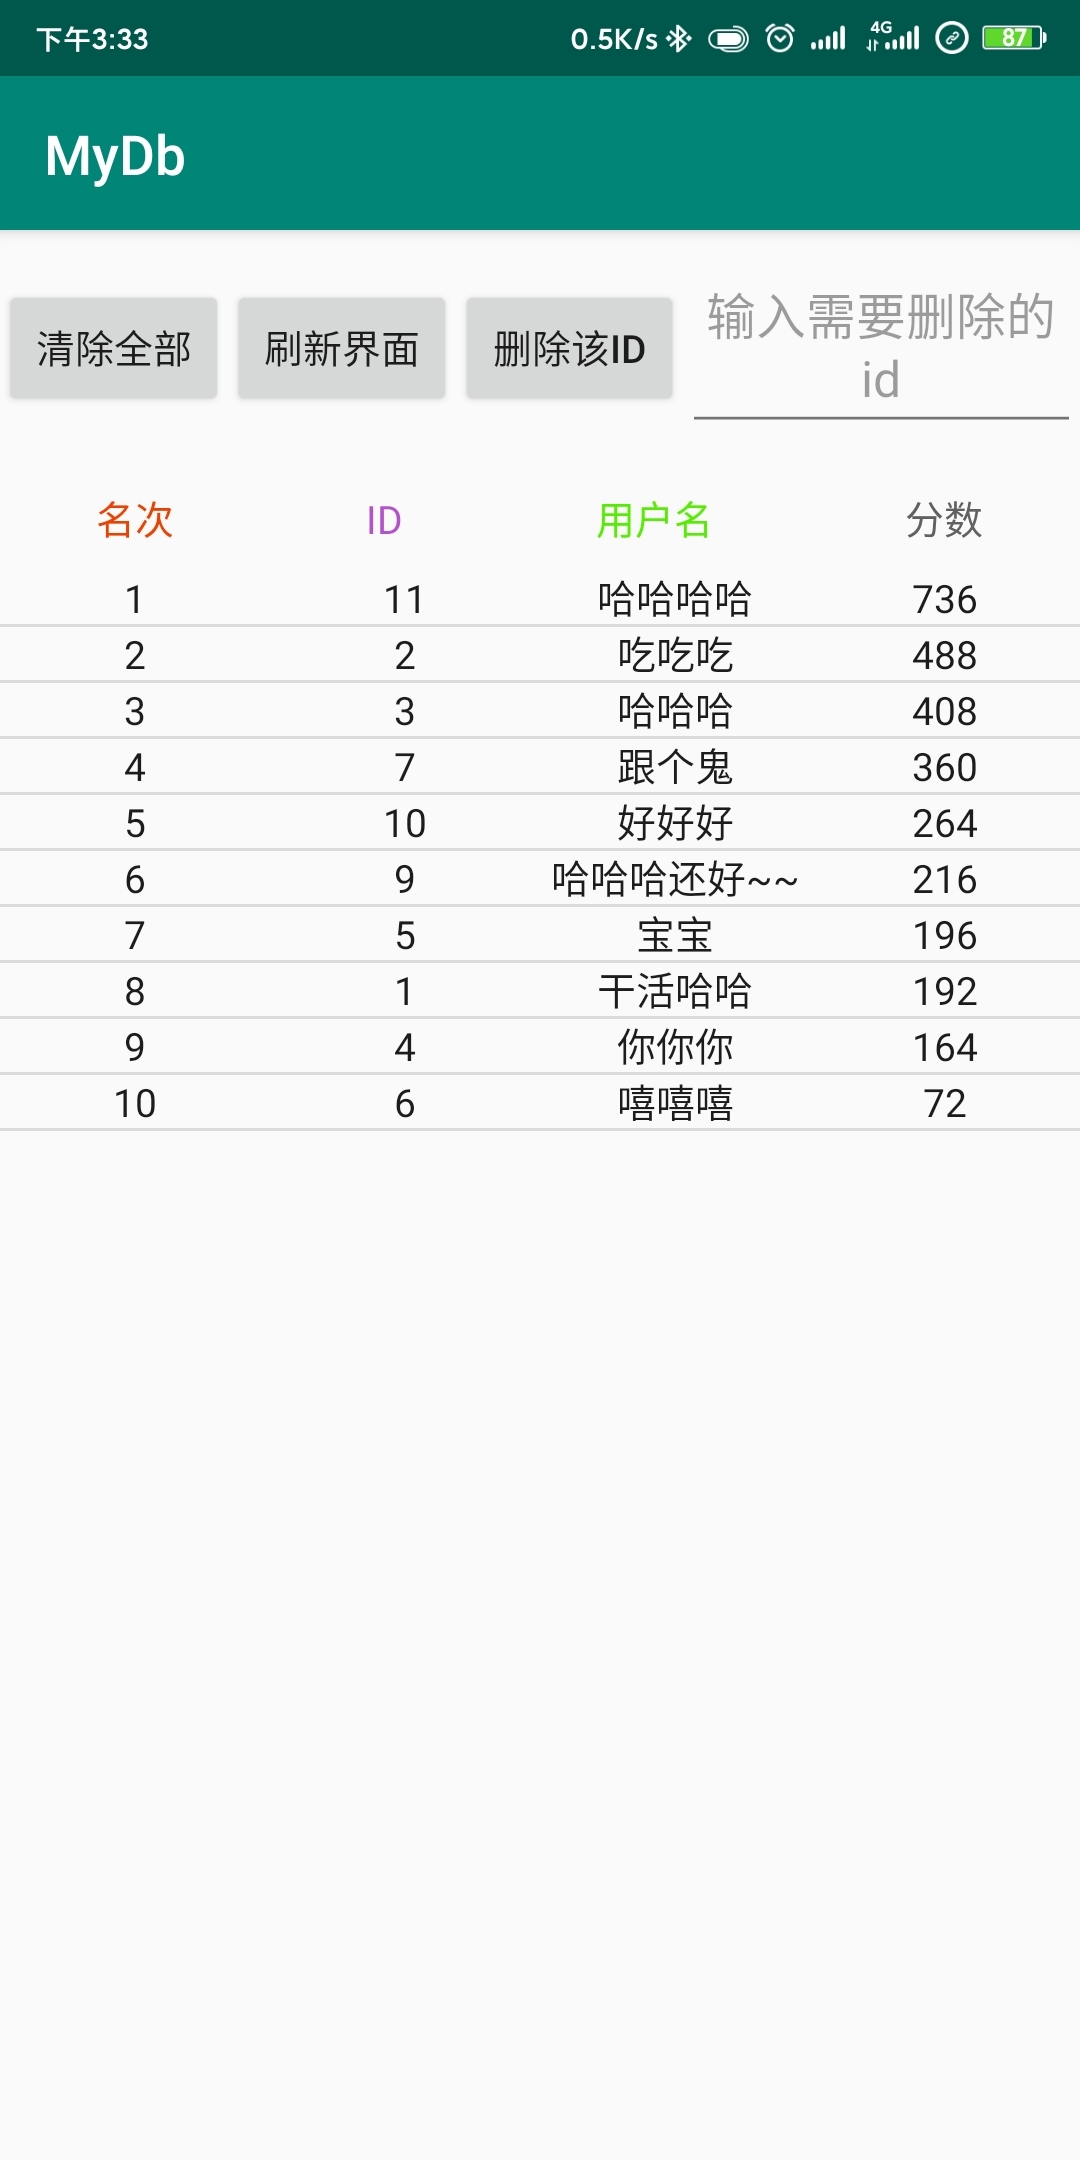 下午3:33 0.5K/s 4G 87
MyDb
清除全部 刷新界面 删除该ID 输入需要删除的
id
名次 ID 用户名 分数
1 11 哈哈哈哈 736
2 2 吃吃吃 488
3 3 哈哈哈 408
4 7 跟个鬼 360
5 10 好好好 264
6 9 哈哈哈还好~~ 216
7 5 宝宝 196
8 1 干活哈哈 192
9 4 你你你 164
10 6 嘻嘻嘻 72